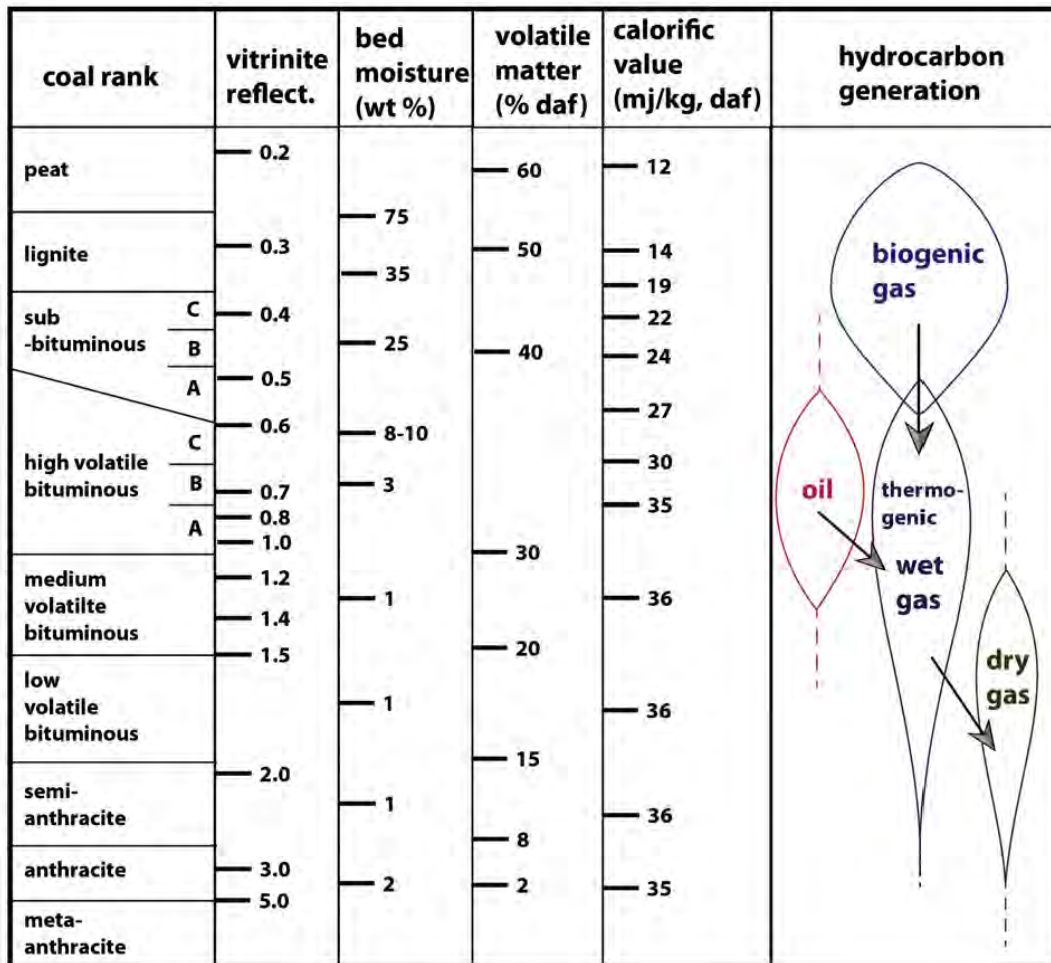 coal rank
vitrinite
reflect.
bed
moisture
(wt %)
volatile
matter
(% daf)
calorific
value
(mj/kg, daf)
hydrocarbon
generation
peat
lignite
sub
-bituminous
C
B
A
high volatile
bituminous
C
B
A
medium
volatilte
bituminous
low
volatile
bituminous
semi-
anthracite
anthracite
meta-
anthracite
0.2
0.3
0.4
0.5
0.6
0.7
0.8
1.0
1.2
1.4
1.5
2.0
3.0
5.0
75
35
25
8-10
3
1
1
1
2
60
50
40
30
20
15
8
2
12
14
19
22
24
27
30
35
36
36
36
35
biogenic
gas
oil
thermo-
genic
wet
gas
dry
gas